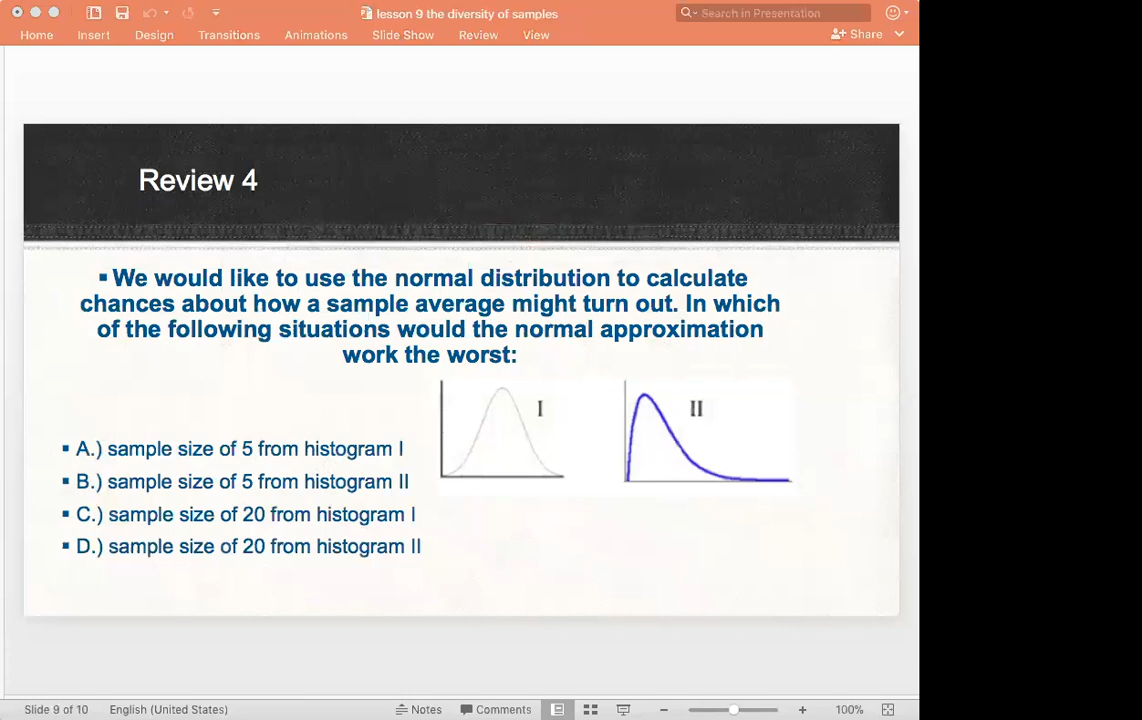 lesson 9 the diversity of samples
Search in Presentation
Home Insert Design Transitions Animations Slide Show Review View
Share
Review 4
▪ We would like to use the normal distribution to calculate
chances about how a sample average might turn out. In which
of the following situations would the normal approximation
work the worst:
I
II
▪ A.) sample size of 5 from histogram I
▪ B.) sample size of 5 from histogram II
▪ C.) sample size of 20 from histogram I
▪ D.) sample size of 20 from histogram II
Slide 9 of 10 English (United States) Notes Comments 100%